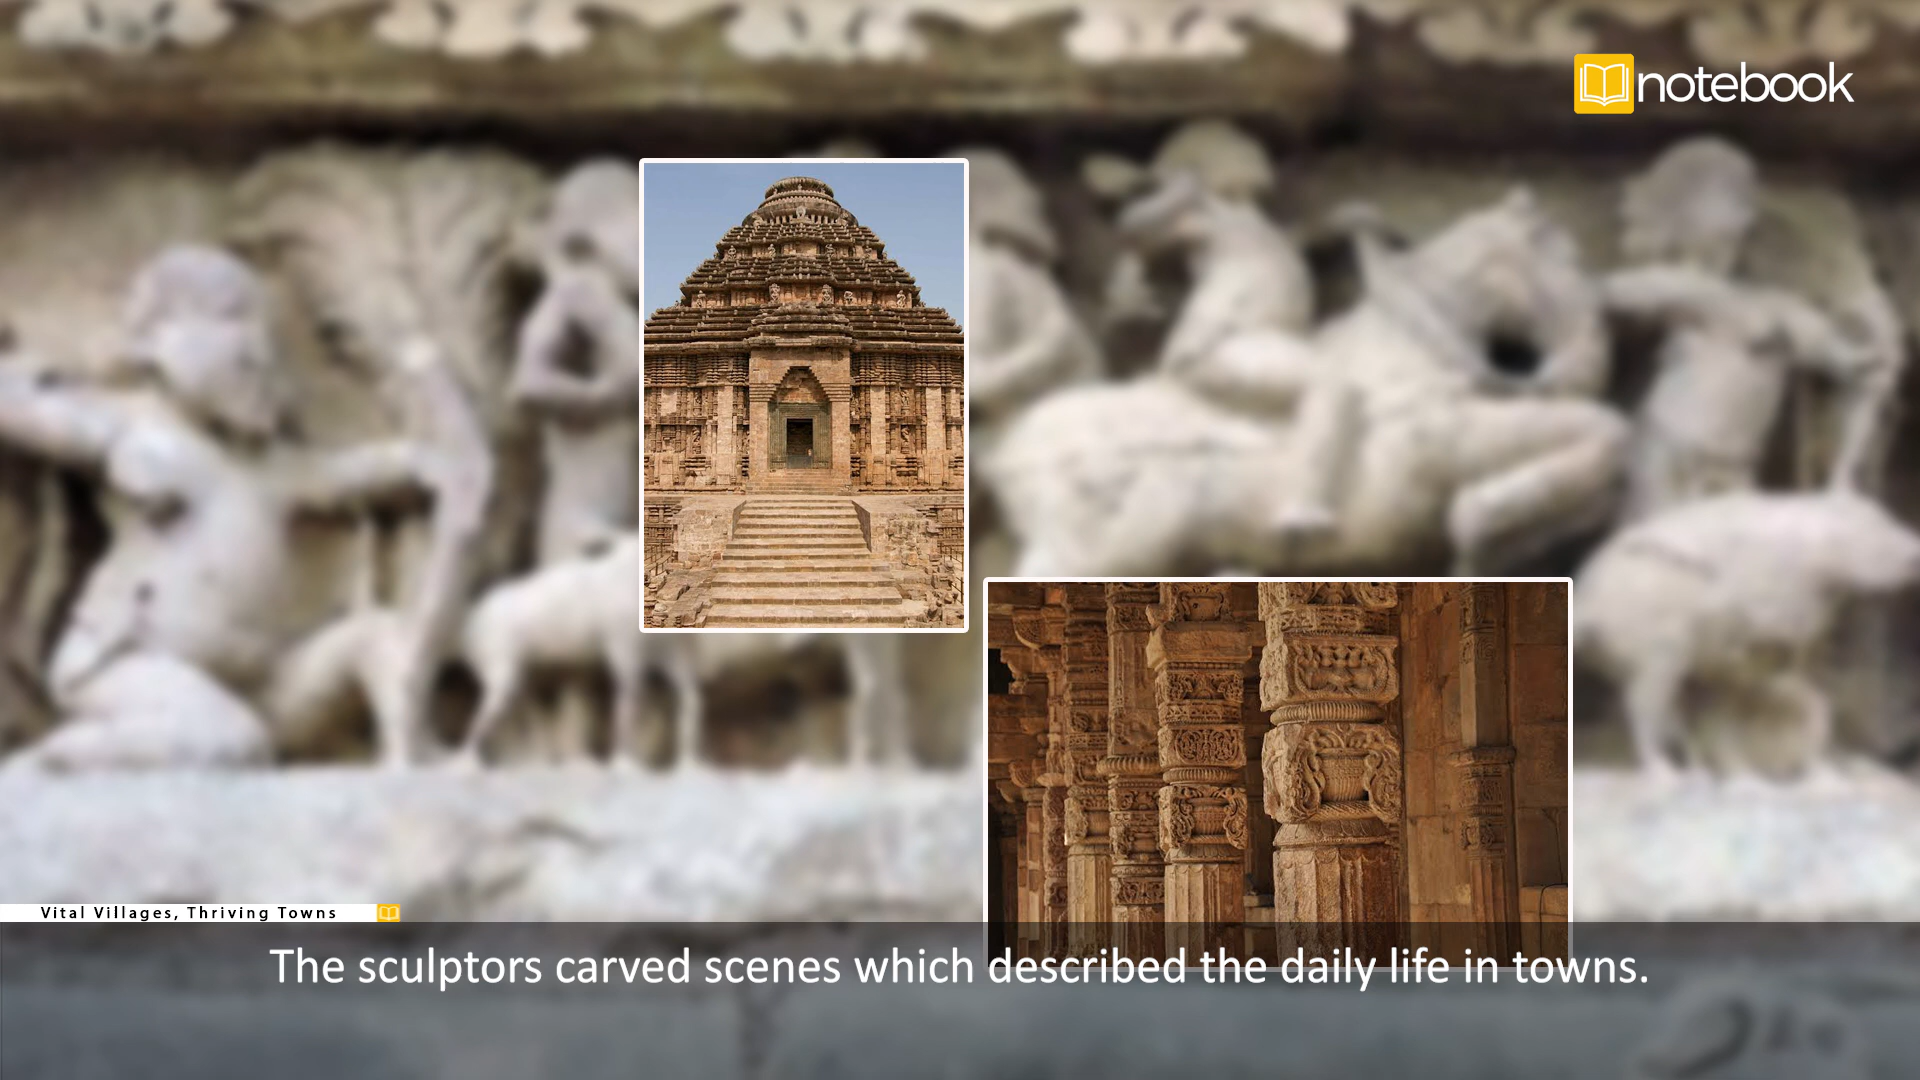 notebook
Vital Villages, Thriving Towns
The sculptors carved scenes which described the daily life in towns.